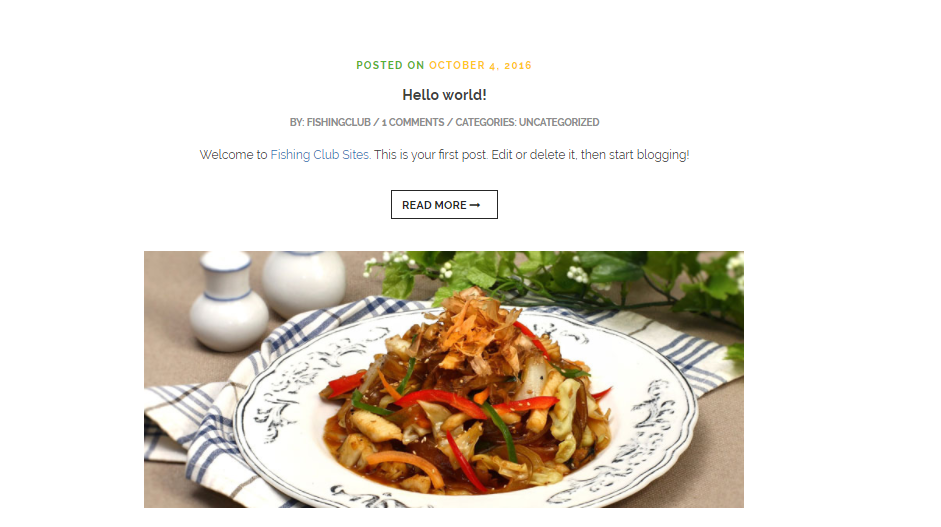 POSTED ON OCTOBER 4, 2016
Hello world!
BY: FISHINGCLUB / 1 COMMENTS / CATEGORIES: UNCATEGORIZED
Welcome to Fishing Club Sites. This is your first post. Edit or delete it, then start blogging!
READ MORE →